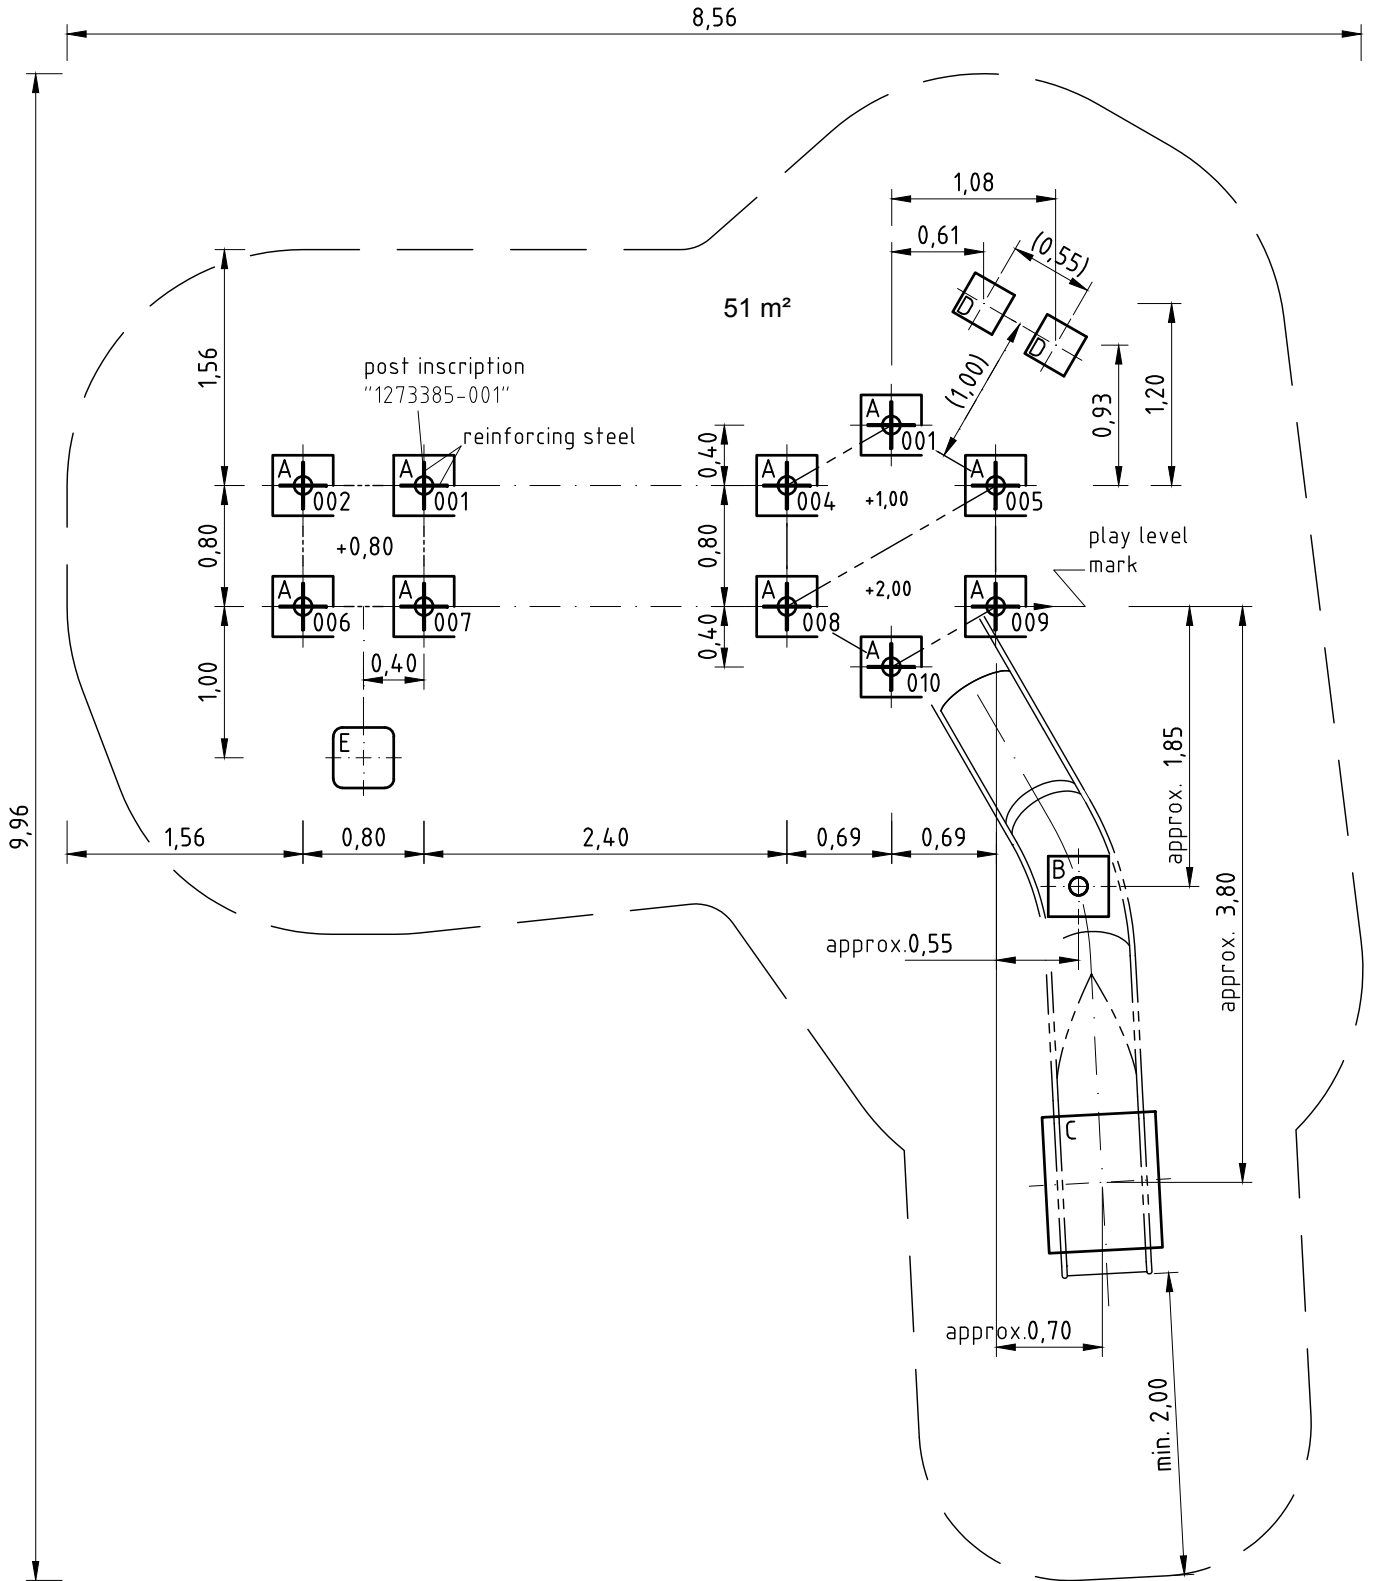 8,56
1,08
0,61
(0,55)
51 m²
1,56
post inscription
"1273385-001"
reinforcing steel
(1,00)
0,93
1,20
A
001
0,40
A
002
A
001
A
004
A
005
+1,00
play level
mark
0,80
+0,80
0,80
+2,00
A
006
A
007
A
008
A
009
0,40
A
010
1,00
0,40
D
D
E
approx. 1,85
9,96
1,56
0,80
2,40
0,69
0,69
B
approx. 3,80
approx.0,55
C
approx.0,70
min. 2,00